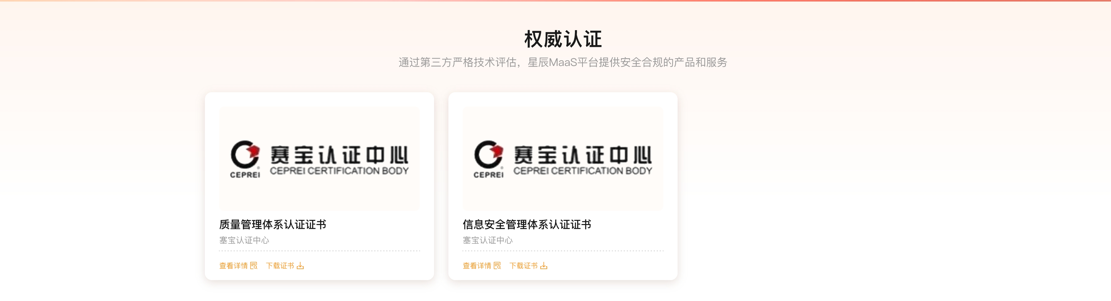 权威认证
通过第三方严格技术评估，星辰MaaS平台提供安全合规的产品和服务
赛宝认证中心
CEPREI CERTIFICATION BODY
CEPREI
质量管理体系认证证书
塞宝认证中心
查看详情 下载证书
赛宝认证中心
CEPREI CERTIFICATION BODY
CEPREI
信息安全管理体系认证证书
塞宝认证中心
查看详情 下载证书